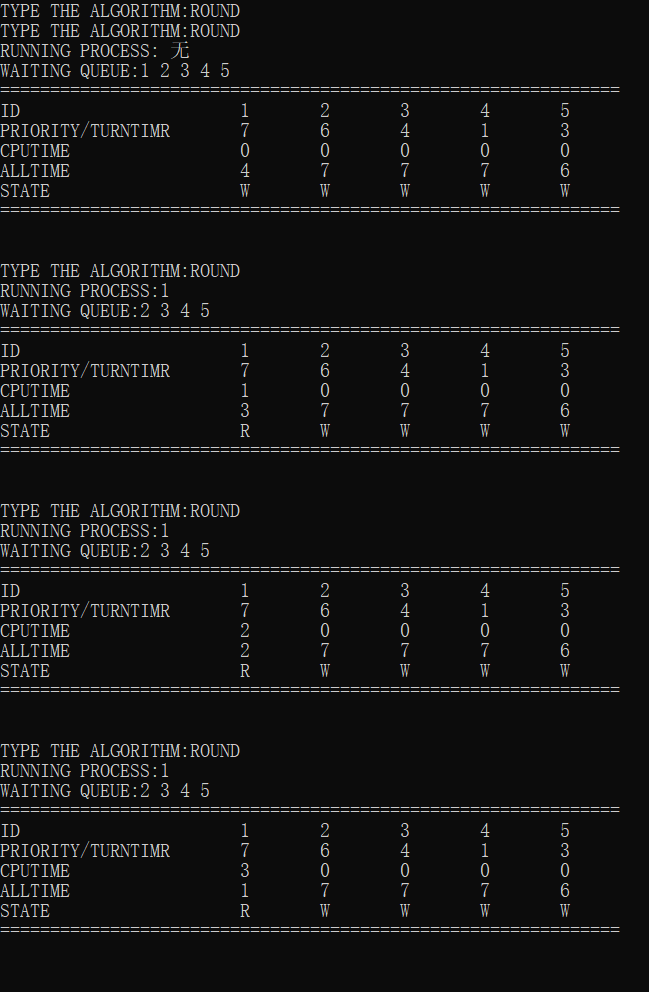 TYPE THE ALGORITHM:ROUND
TYPE THE ALGORITHM:ROUND
RUNNING PROCESS: 无
WAITING QUEUE:1 2 3 4 5
==============================================================
ID 1 2 3 4 5
PRIORITY/TURNTIMR 7 6 4 1 3
CPUTIME 0 0 0 0 0
ALLTIME 4 7 7 7 6
STATE W W W W W
==============================================================
TYPE THE ALGORITHM:ROUND
RUNNING PROCESS:1
WAITING QUEUE:2 3 4 5
==============================================================
ID 1 2 3 4 5
PRIORITY/TURNTIMR 7 6 4 1 3
CPUTIME 1 0 0 0 0
ALLTIME 3 7 7 7 6
STATE R W W W W
==============================================================
TYPE THE ALGORITHM:ROUND
RUNNING PROCESS:1
WAITING QUEUE:2 3 4 5
==============================================================
ID 1 2 3 4 5
PRIORITY/TURNTIMR 7 6 4 1 3
CPUTIME 2 0 0 0 0
ALLTIME 2 7 7 7 6
STATE R W W W W
==============================================================
TYPE THE ALGORITHM:ROUND
RUNNING PROCESS:1
WAITING QUEUE:2 3 4 5
==============================================================
ID 1 2 3 4 5
PRIORITY/TURNTIMR 7 6 4 1 3
CPUTIME 3 0 0 0 0
ALLTIME 1 7 7 7 6
STATE R W W W W
==============================================================